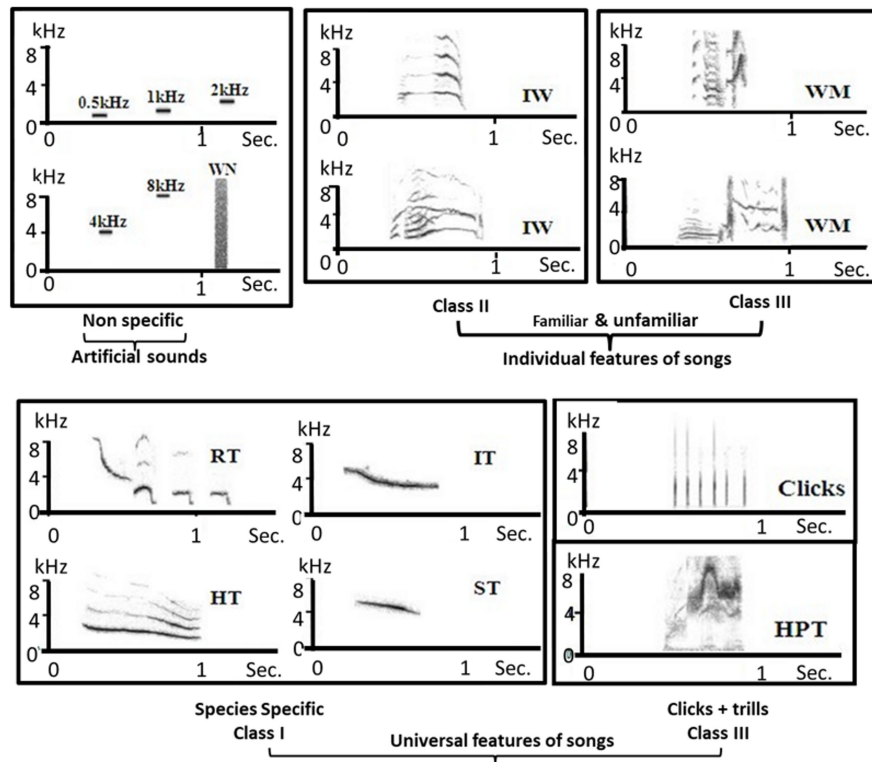 kHz
8
4
0
0.5kHz
1kHz
2kHz
1
Sec.
kHz
8
4
0
4kHz
8kHz
WN
0
1
Sec.
Non specific
Artificial sounds
kHz
8
4
0
IW
0
1
Sec.
kHz
8
4
0
IW
0
1
Sec.
Class II
kHz
8
4
0
WM
0
1
Sec.
kHz
8
4
0
WM
0
1
Sec.
Class III
Familiar & unfamiliar
Individual features of songs
kHz
8
4
0
RT
0
1
Sec.
kHz
8
4
0
IT
0
1
Sec.
kHz
8
4
0
HT
0
1
Sec.
kHz
8
4
0
ST
0
1
Sec.
Species Specific
Class I
kHz
8
4
0
Clicks
0
1
Sec.
kHz
8
4
0
HPT
0
1
Sec.
Clicks + trills
Class III
Universal features of songs